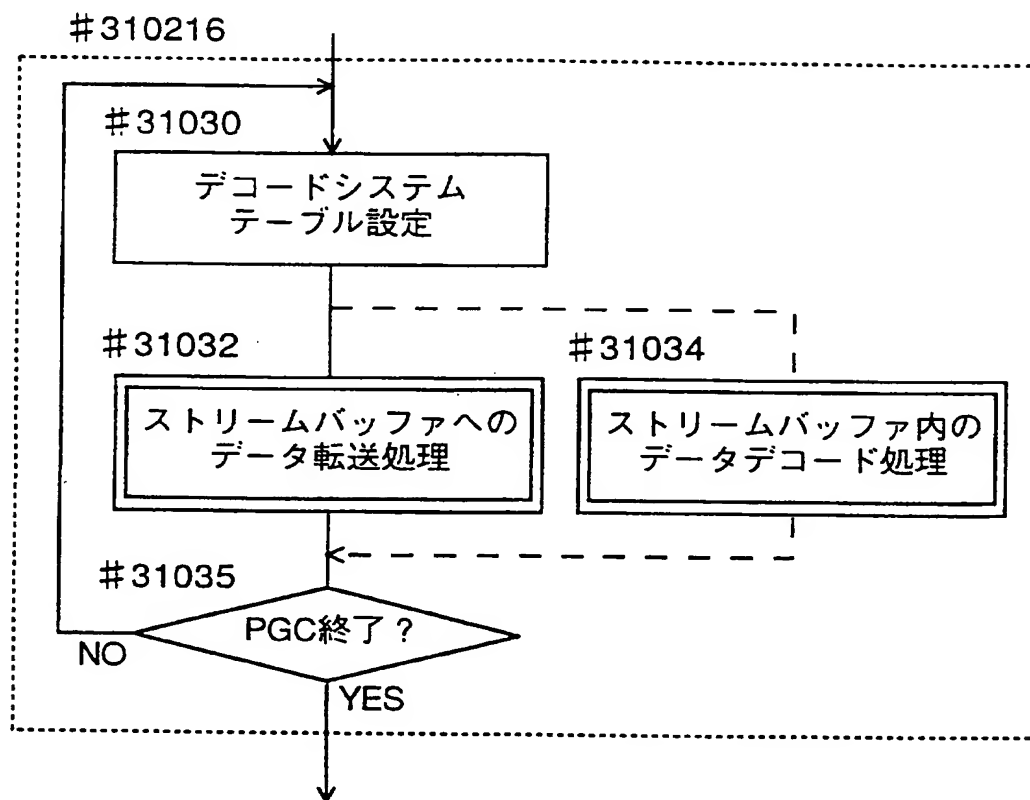 #310216
#31030
デコードシステム
テーブル設定
#31032
#31034
ストリームバッファへの
データ転送処理
ストリームバッファ内の
データデコード処理
#31035
PGC終了?
NO
YES